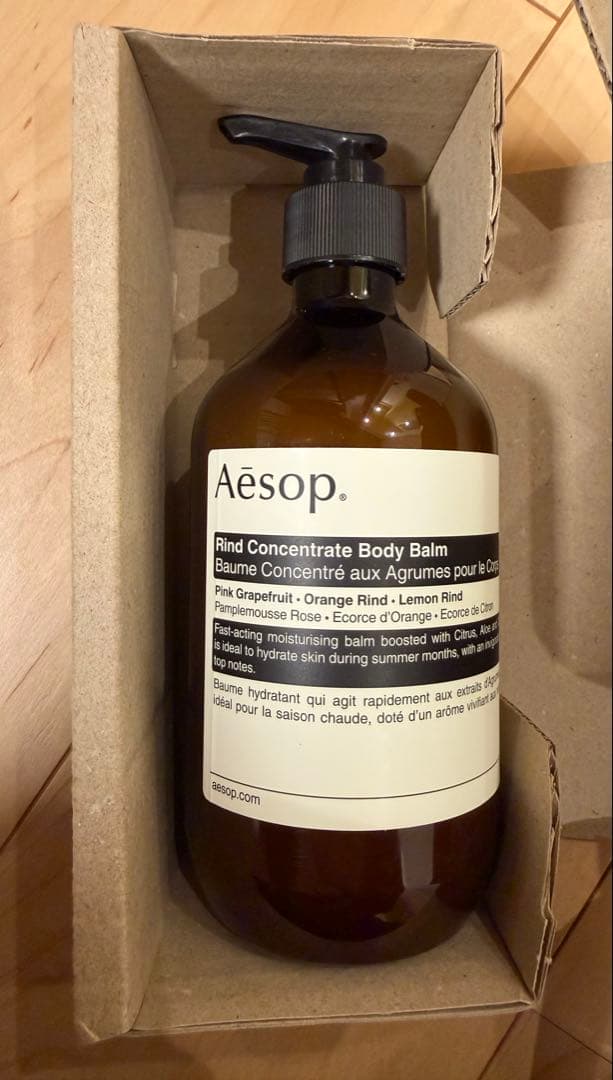 Aēsop®
Rind Concentrate Body Balm
Baume Concentré aux Agrumes pour le Corps
Pink Grapefruit • Orange Rind • Lemon Rind
Pamplemousse Rose • Ecorce d'Orange • Ecorce de Citron
Fast-acting moisturising balm boosted with Citrus, Aloe and
is ideal to hydrate skin during summer months, with an
top notes.
Baume hydratant qui agit rapidement aux extraits
idéal pour la saison chaude, doté d'un arôme vivifiant
aesop.com